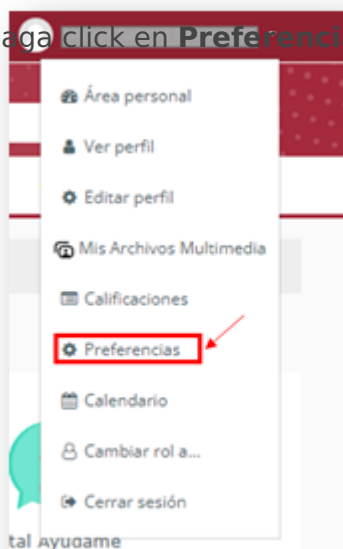 aga click en Preferenci
Área personal
Ver perfil
Editar perfil
Mis Archivos Multimedia
Calificaciones
Preferencias
Calendario
Cambiar rol a...
Cerrar sesión
tal Ayudame